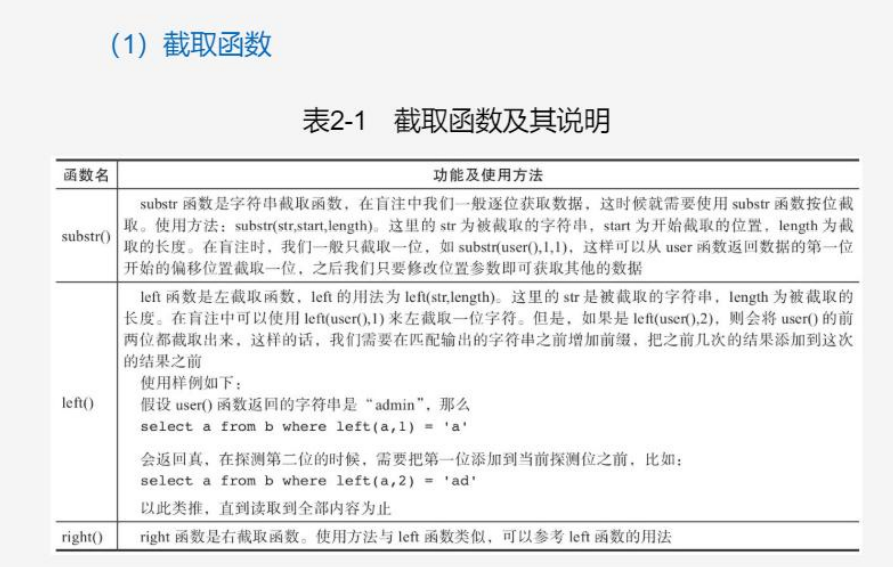 （1）截取函数
表2-1 截取函数及其说明
函数名 功能及使用方法
substr() substr 函数是字符串截取函数，在盲注中我们一般逐位获取数据，这时候就需要使用 substr 函数按位截
取。使用方法：substr(str,start,length)。这里的 str 为被截取的字符串，start 为开始截取的位置，length 为截
取的长度。在盲注时，我们一般只截取一位，如 substr(user(),1,1)，这样可以从 user 函数返回数据的第一位
开始的偏移位置截取一位，之后我们只要修改位置参数即可获取其他的数据
left() left 函数是左截取函数，left 的用法为 left(str,length)。这里的 str 是被截取的字符串，length 为被截取的
长度。在盲注中可以使用 left(user(),1) 来左截取一位字符。但是，如果是 left(user(),2)，则会将 user() 的前
两位都截取出来，这样的话，我们需要在匹配输出的字符串之前增加前缀，把之前几次的结果添加到这次
的结果之前
使用样例如下：
假设 user() 函数返回的字符串是“admin”，那么
select a from b where left(a,1) = 'a'
会返回真，在探测第二位的时候，需要把第一位添加到当前探测位之前，比如：
select a from b where left(a,2) = 'ad'
以此类推，直到读取到全部内容为止
right() right 函数是右截取函数。使用方法与 left 函数类似，可以参考 left 函数的用法